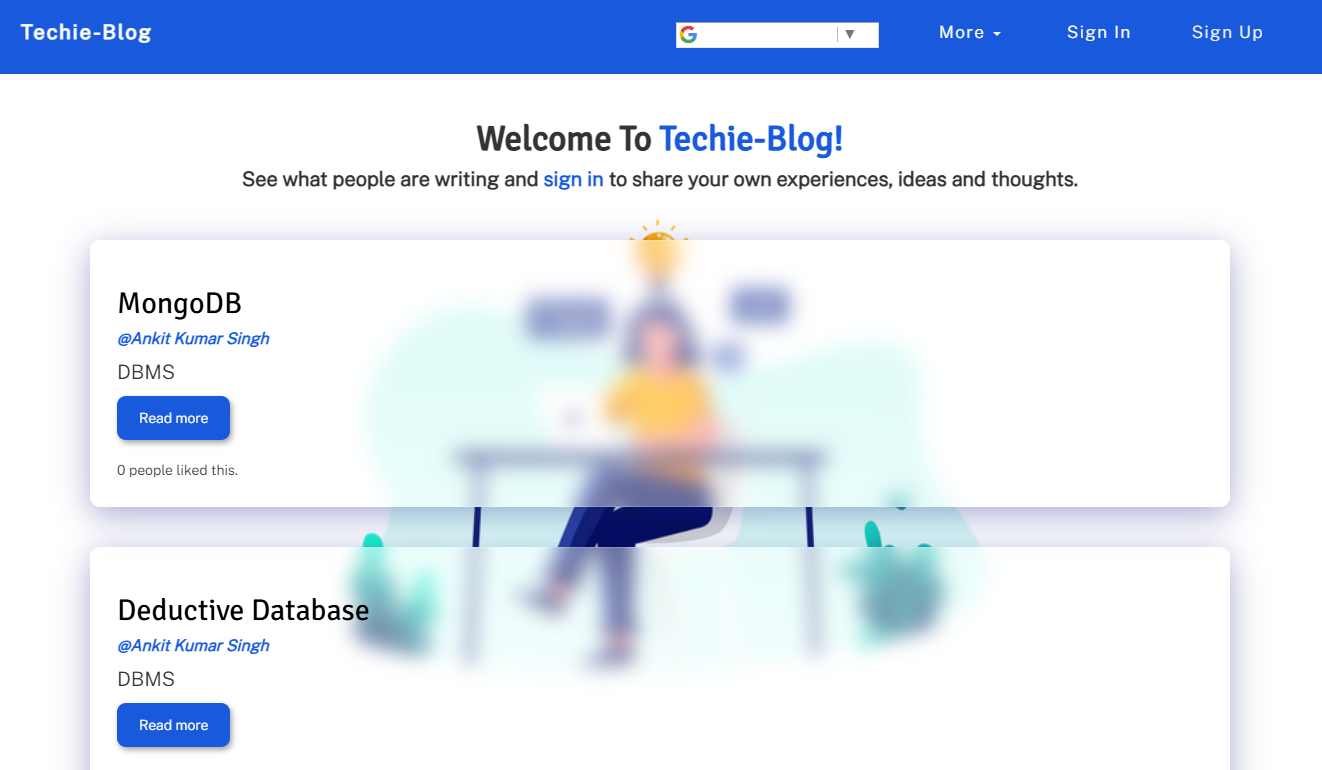 Techie-Blog
More
Sign In
Sign Up
Welcome To Techie-Blog!
See what people are writing and sign in to share your own experiences, ideas and thoughts.
MongoDB
@Ankit Kumar Singh
DBMS
Read more
0 people liked this.
Deductive Database
@Ankit Kumar Singh
DBMS
Read more